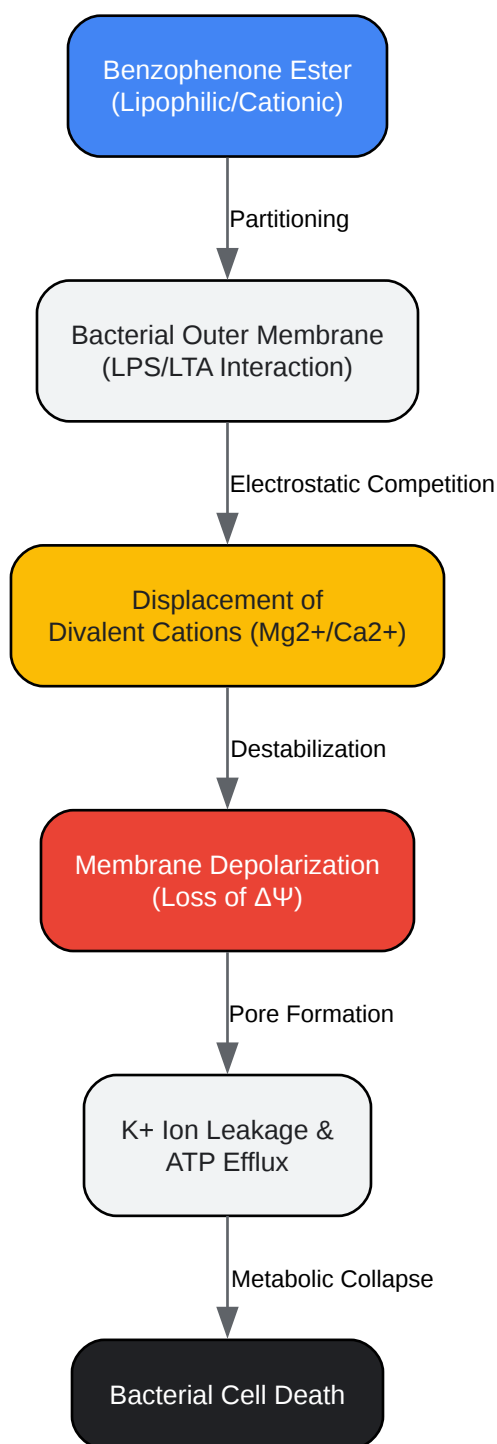 Benzophenone Ester
(Lipophilic/Cationic)
Partitioning
Bacterial Outer Membrane
(LPS/LTA Interaction)
Electrostatic Competition
Displacement of
Divalent Cations (Mg2+/Ca2+)
Destabilization
Membrane Depolarization
(Loss of ΔΨ)
Pore Formation
K+ Ion Leakage &
ATP Efflux
Metabolic Collapse
Bacterial Cell Death